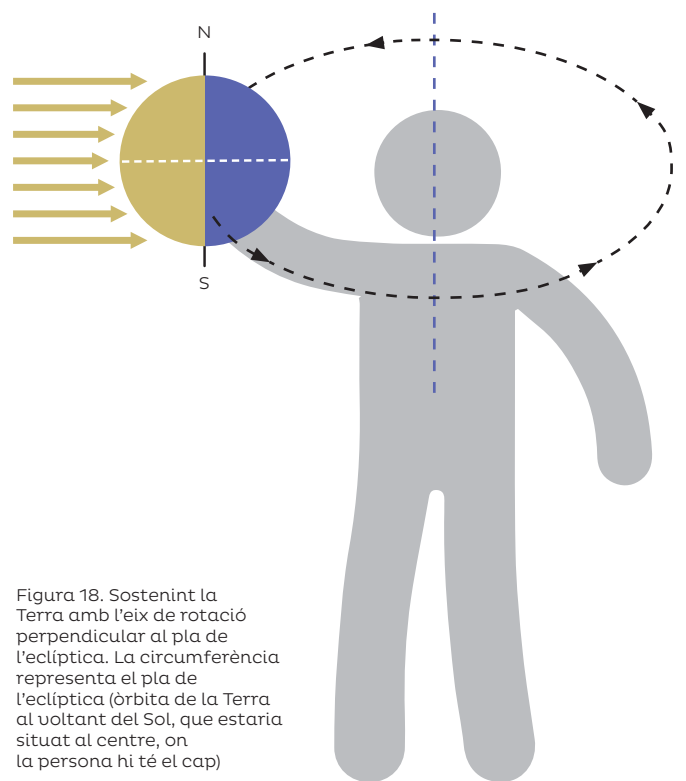 N
S
Figura 18. Sostenint la
Terra amb l'eix de rotació
perpendicular al pla de
l'eclíptica. La circumferència
representa el pla de
l'eclíptica (òrbita de la Terra
al voltant del Sol, que estaria
situat al centre, on
la persona hi té el cap)